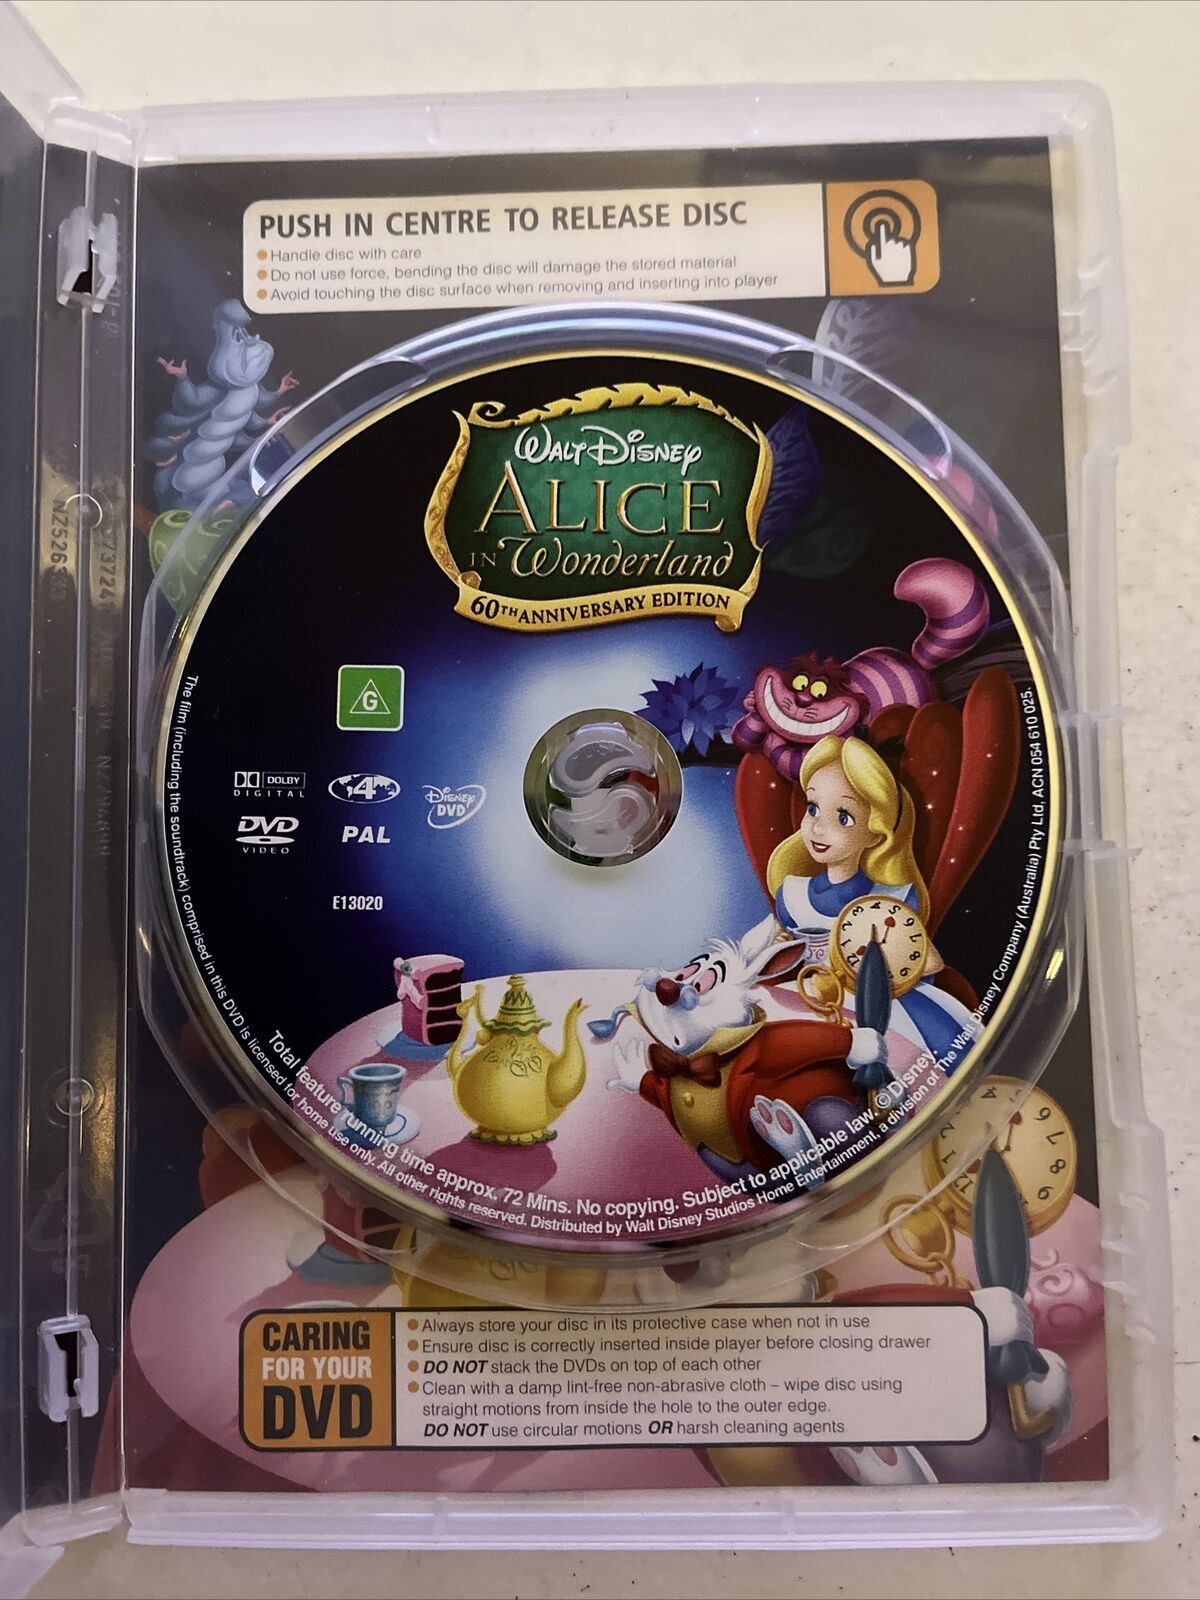 PUSH IN CENTRE TO RELEASE DISC
Handle disc with care
Do not use force, bending the disc will damage the stored material
Avoid touching the disc surface when removing and inserting into player
WALT DISNEY
ALICE
IN Wonderland
60TH ANNIVERSARY EDITION
G
DOLBY
DIGITAL
4
DISNEY
DVD
DVD
VIDEO
PAL
E13020
Total feature running time approx. 72 Mins. No copying. Subject to applicable law. © Disney.
The film (including the soundtrack) comprised in this DVD is licensed for home use only. All other rights reserved. Distributed by Walt Disney Studios Home Entertainment, a division of The Walt Disney Company (Australia) Pty Ltd, ACN 054 610 025.
CARING
FOR YOUR
DVD
Always store your disc in its protective case when not in use
Ensure disc is correctly inserted inside player before closing drawer
DO NOT stack the DVDs on top of each other
Clean with a damp lint-free non-abrasive cloth – wipe disc using
straight motions from inside the hole to the outer edge.
DO NOT use circular motions OR harsh cleaning agents